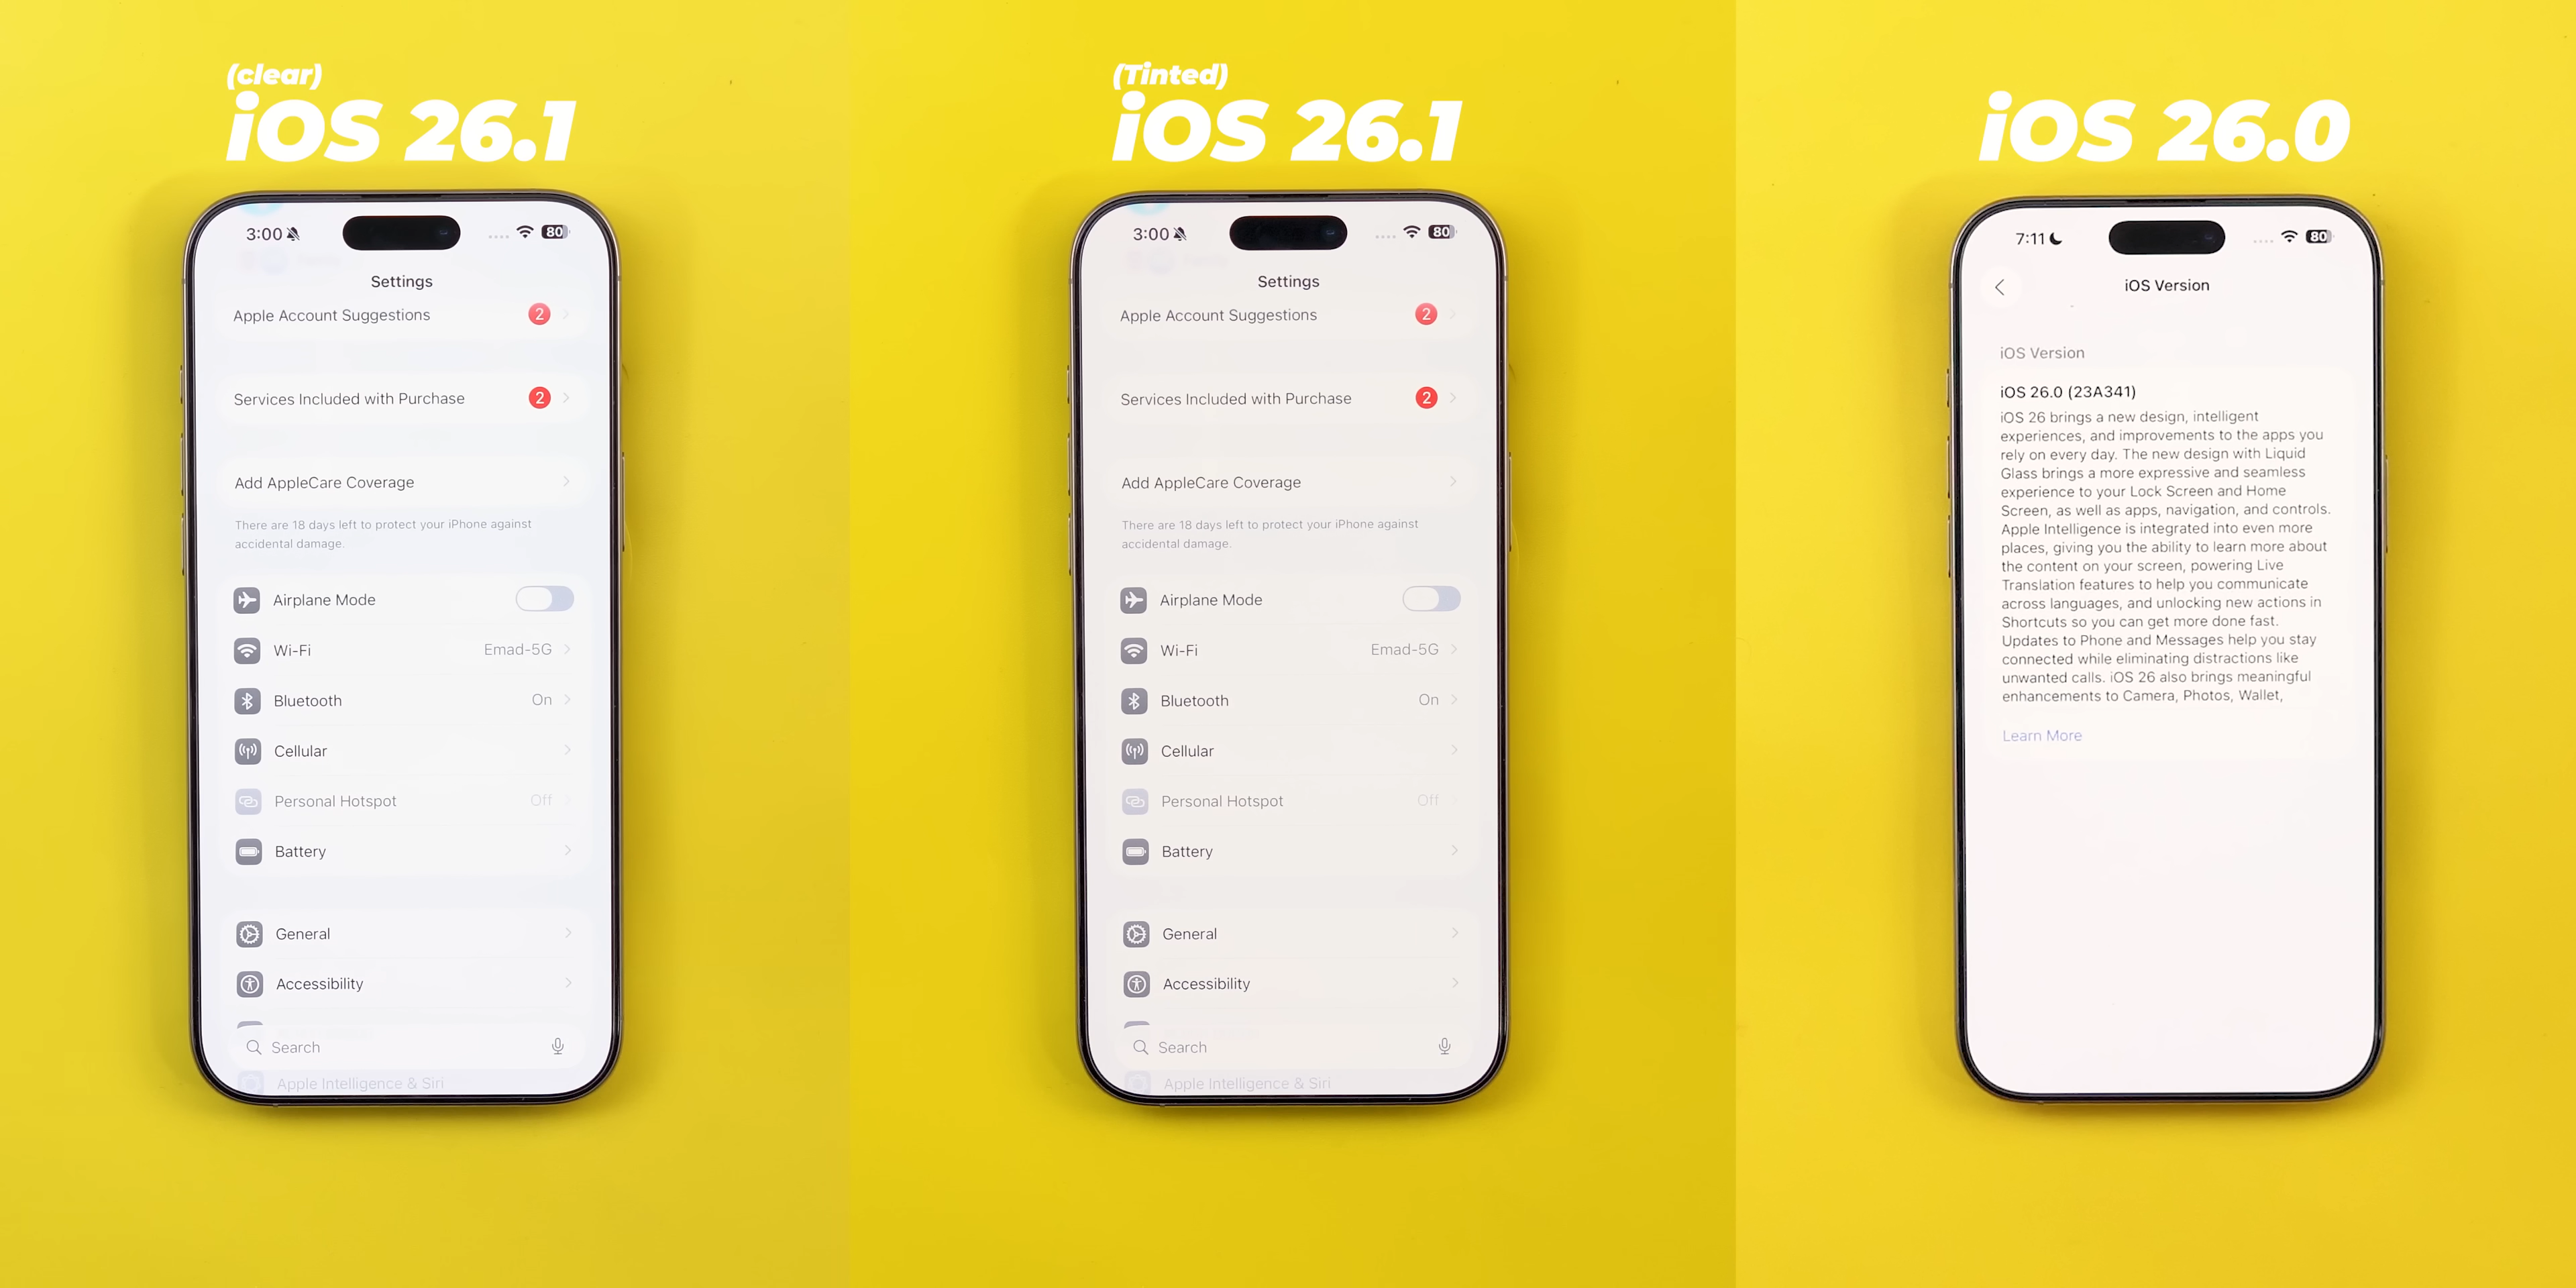 (clear)
iOS 26.1
3:00
80
Settings
Apple Account Suggestions 2
Services Included with Purchase 2
Add AppleCare Coverage
There are 18 days left to protect your iPhone against
accidental damage.
Airplane Mode
Wi-Fi Emad-5G
Bluetooth On
Cellular
Personal Hotspot Off
Battery
General
Accessibility
Search
Apple Intelligence & Siri
(Tinted)
iOS 26.1
3:00
80
Settings
Apple Account Suggestions 2
Services Included with Purchase 2
Add AppleCare Coverage
There are 18 days left to protect your iPhone against
accidental damage.
Airplane Mode
Wi-Fi Emad-5G
Bluetooth On
Cellular
Personal Hotspot Off
Battery
General
Accessibility
Search
Apple Intelligence & Siri
iOS 26.0
7:11
80
iOS Version
iOS Version
iOS 26.0 (23A341)
iOS 26 brings a new design, intelligent
experiences, and improvements to the apps you
rely on every day. The new design with Liquid
Glass brings a more expressive and seamless
experience to your Lock Screen and Home
Screen, as well as apps, navigation, and controls.
Apple Intelligence is integrated into even more
places, giving you the ability to learn more about
the content on your screen, powering Live
Translation features to help you communicate
across languages, and unlocking new actions in
Shortcuts so you can get more done fast.
Updates to Phone and Messages help you stay
connected while eliminating distractions like
unwanted calls. iOS 26 also brings meaningful
enhancements to Camera, Photos, Wallet,
Learn More